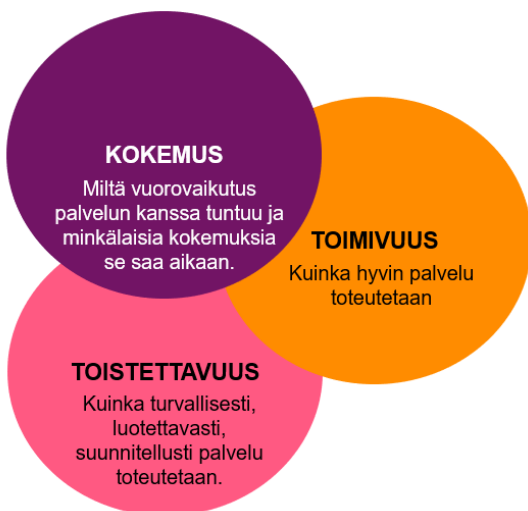 KOKEMUS
Miltä vuorovaikutus
palvelun kanssa tuntuu ja
minkälaisia kokemuksia
se saa aikaan.
TOIMIVUUS
Kuinka hyvin palvelu
toteutetaan
TOISTETTAVUUS
Kuinka turvallisesti,
luotettavasti,
suunnitellusti palvelu
toteutetaan.